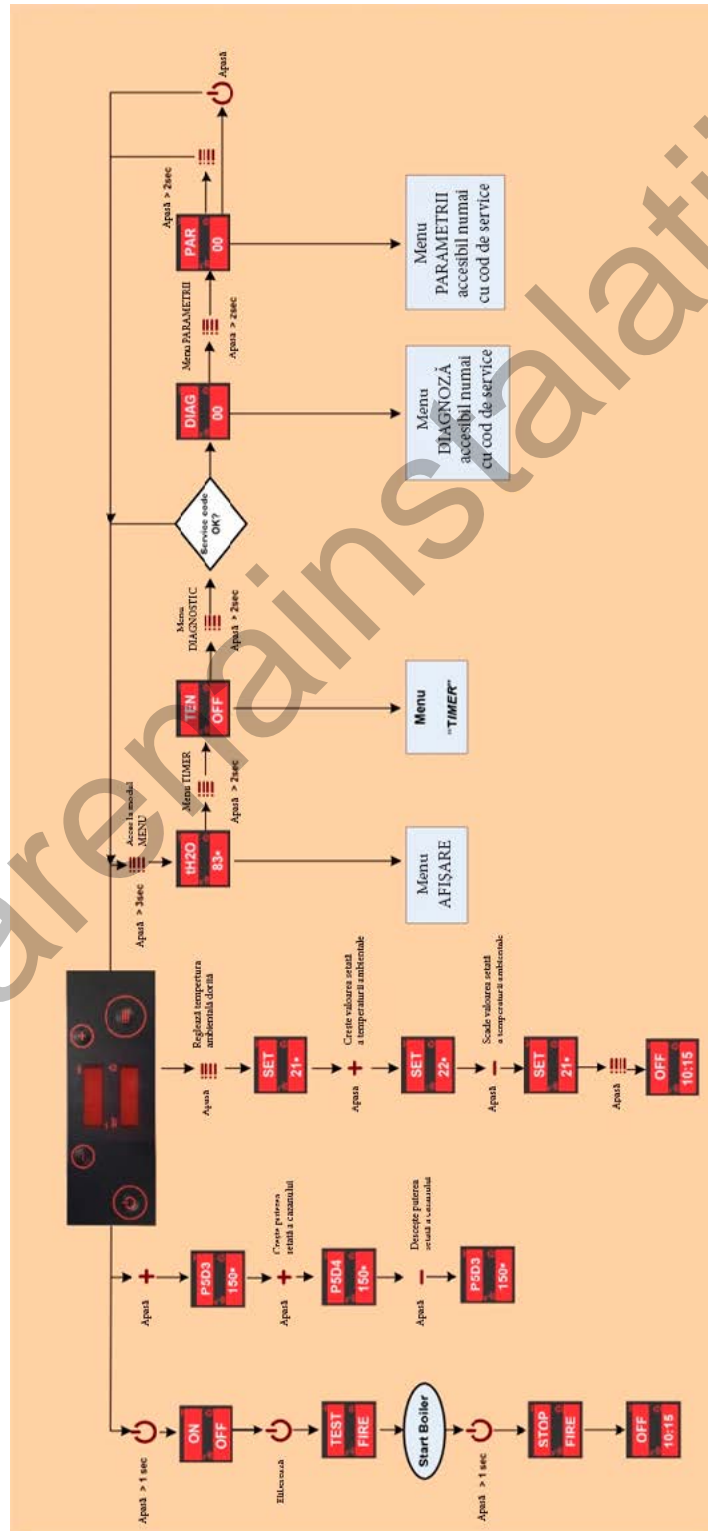 Apasă > 1 sec
ON
OFF
Eliberează
TEST
FIRE
Start Boiler
Apasă > 1 sec
STOP
FIRE
OFF
10:15
Apasă
P5D3
150•
Apasă
Crește puterea
setată a cazanului
P5D4
150•
Apasă
Descește puterea
setată a cazanului
P5D3
150•
Apasă
Reglează tempertura
ambientală dorită
SET
21•
Apasă
Crește valoarea setată
a temperaturii ambientale
SET
22•
Apasă
Scade valoarea setată
a temperaturii ambientale
SET
21•
Apasă
OFF
10:15
Apasă > 3sec
Acces la modul
MENU
tH2O
83•
Menu
AFIȘARE
Menu TIMER
Apasă > 2sec
TEN
OFF
Menu
"TIMER"
Menu
DIAGNOSTIC
Apasă > 2sec
Service code
OK?
DIAG
00
Menu
DIAGNOZĂ
accesibil numai
cu cod de service
Menu PARAMETRII
Apasă > 2sec
PAR
00
Menu
PARAMETRII
accesibil numai
cu cod de service
Apasă > 2sec
Apasă
arenainstalatii